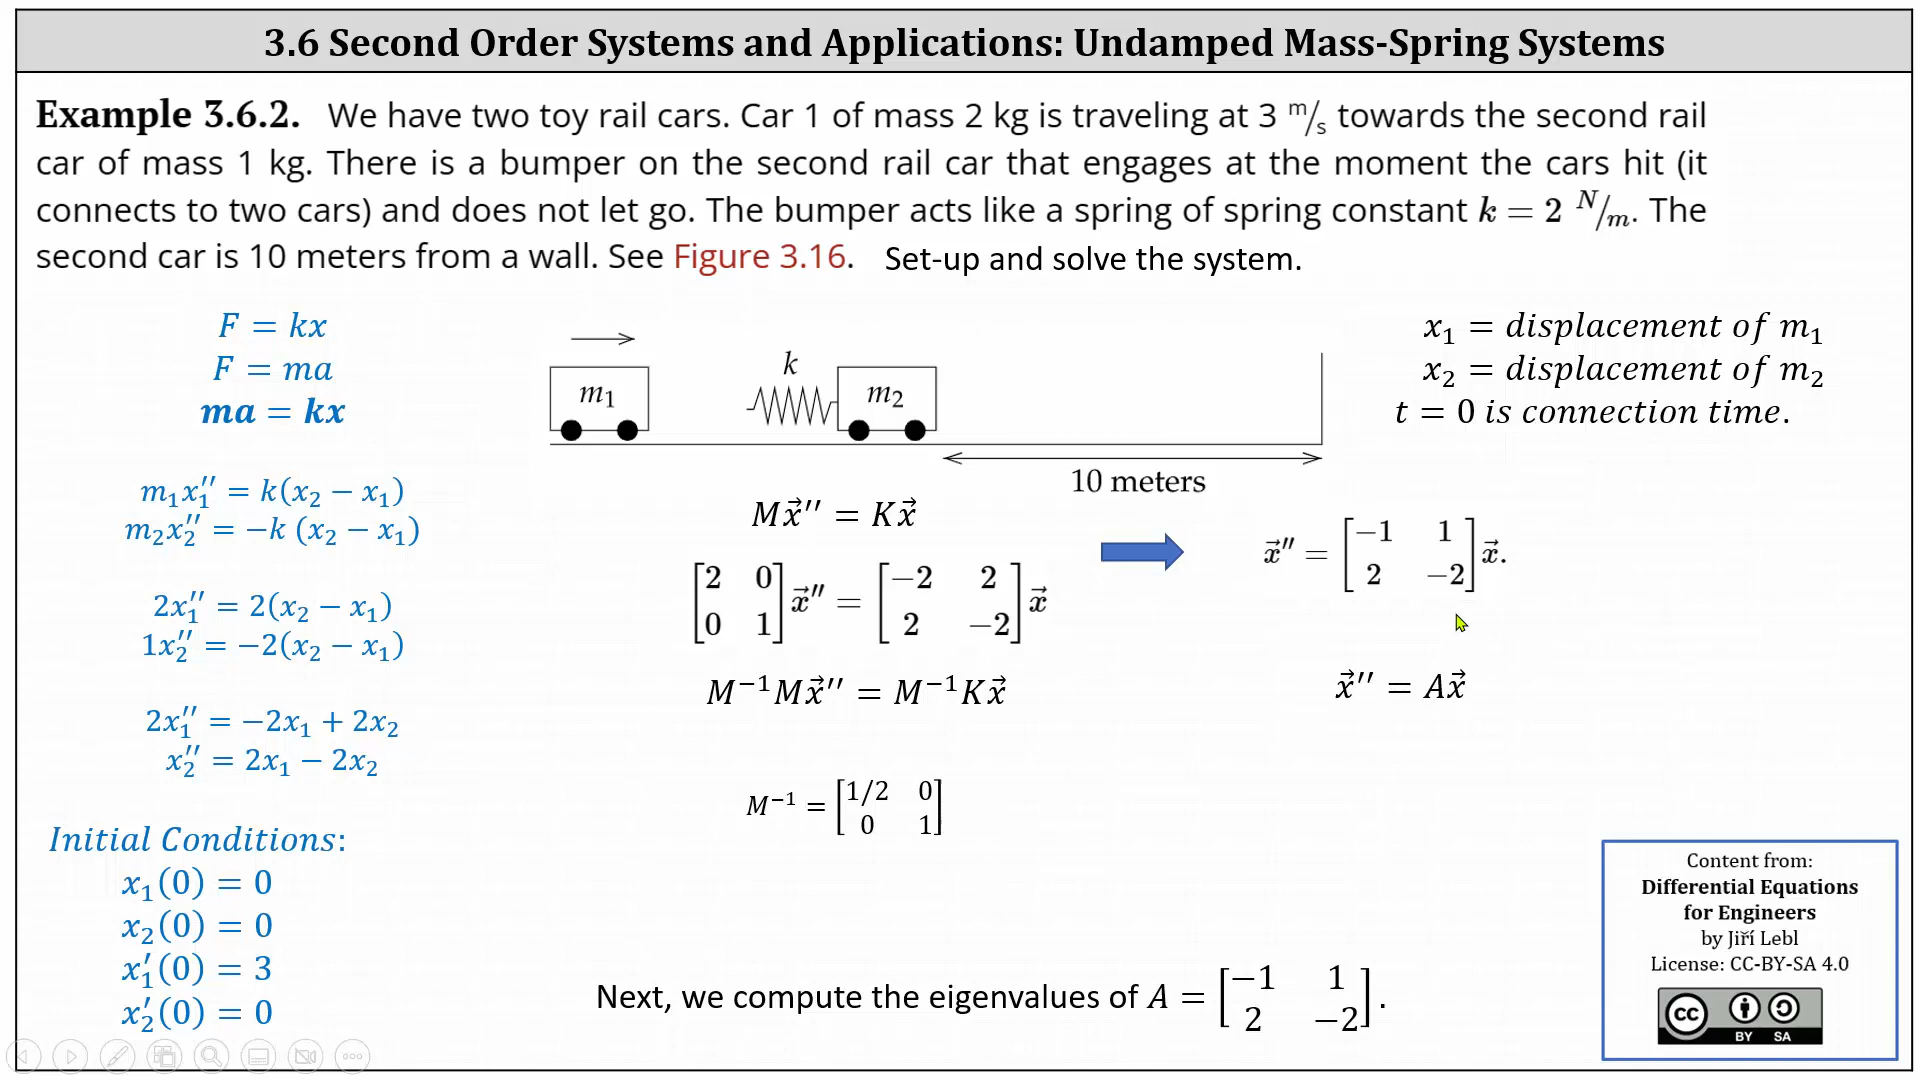 3.6 Second Order Systems and Applications: Undamped Mass-Spring Systems
Example 3.6.2. We have two toy rail cars. Car 1 of mass 2 kg is traveling at 3 m/s towards the second rail
car of mass 1 kg. There is a bumper on the second rail car that engages at the moment the cars hit (it
connects to two cars) and does not let go. The bumper acts like a spring of spring constant k = 2 N/m. The
second car is 10 meters from a wall. See Figure 3.16. Set-up and solve the system.
F = kx
F = ma
ma = kx
m₁x₁′′ = k(x₂ − x₁)
m₂x₂′′ = −k (x₂ − x₁)
2x₁′′ = 2(x₂ − x₁)
1x₂′′ = −2(x₂ − x₁)
2x₁′′ = −2x₁ + 2x₂
x₂′′ = 2x₁ − 2x₂
Initial Conditions:
x₁(0) = 0
x₂(0) = 0
x₁′(0) = 3
x₂′(0) = 0
m₁
k
m₂
10 meters
Mx⃗′′ = Kx⃗
[2 0; 0 1] x⃗′′ = [−2 2; 2 −2] x⃗
M⁻¹Mx⃗′′ = M⁻¹Kx⃗
M⁻¹ = [1/2 0; 0 1]
x₁ = displacement of m₁
x₂ = displacement of m₂
t = 0 is connection time.
x⃗′′ = [−1 1; 2 −2] x⃗.
x⃗′′ = Ax⃗
Next, we compute the eigenvalues of A = [−1 1; 2 −2].
Content from:
Differential Equations
for Engineers
by Jiří Lebl
License: CC-BY-SA 4.0
cc
BY SA